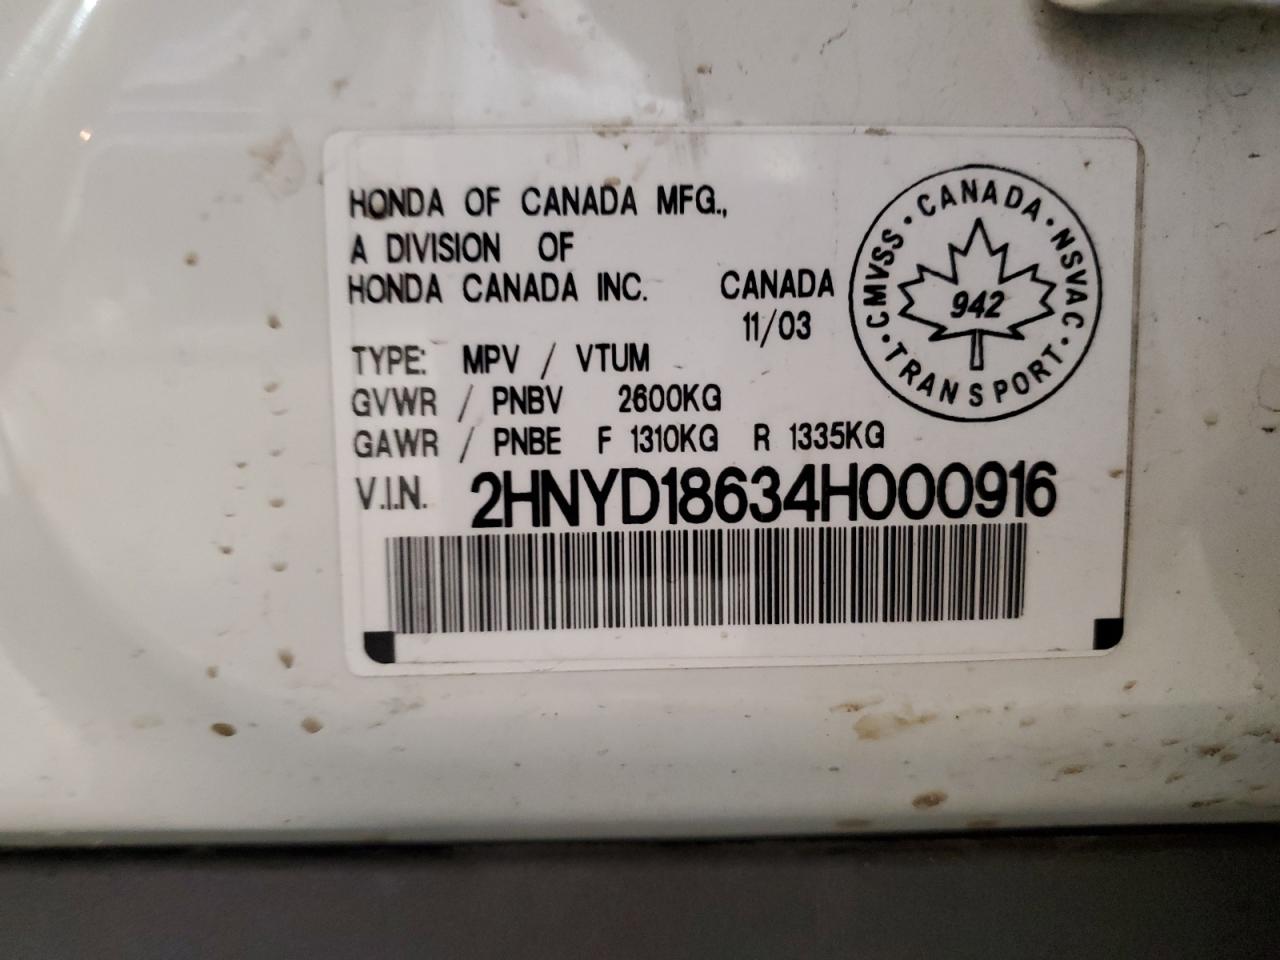 HONDA OF CANADA MFG.,
A DIVISION OF
HONDA CANADA INC. CANADA
11/03
TYPE: MPV / VTUM
GVWR / PNBV 2600KG
GAWR / PNBE F 1310KG R 1335KG
V.I.N. 2HNYD18634H000916
CMVSS · CANADA · NSVAC · TRANSPORT ·
942